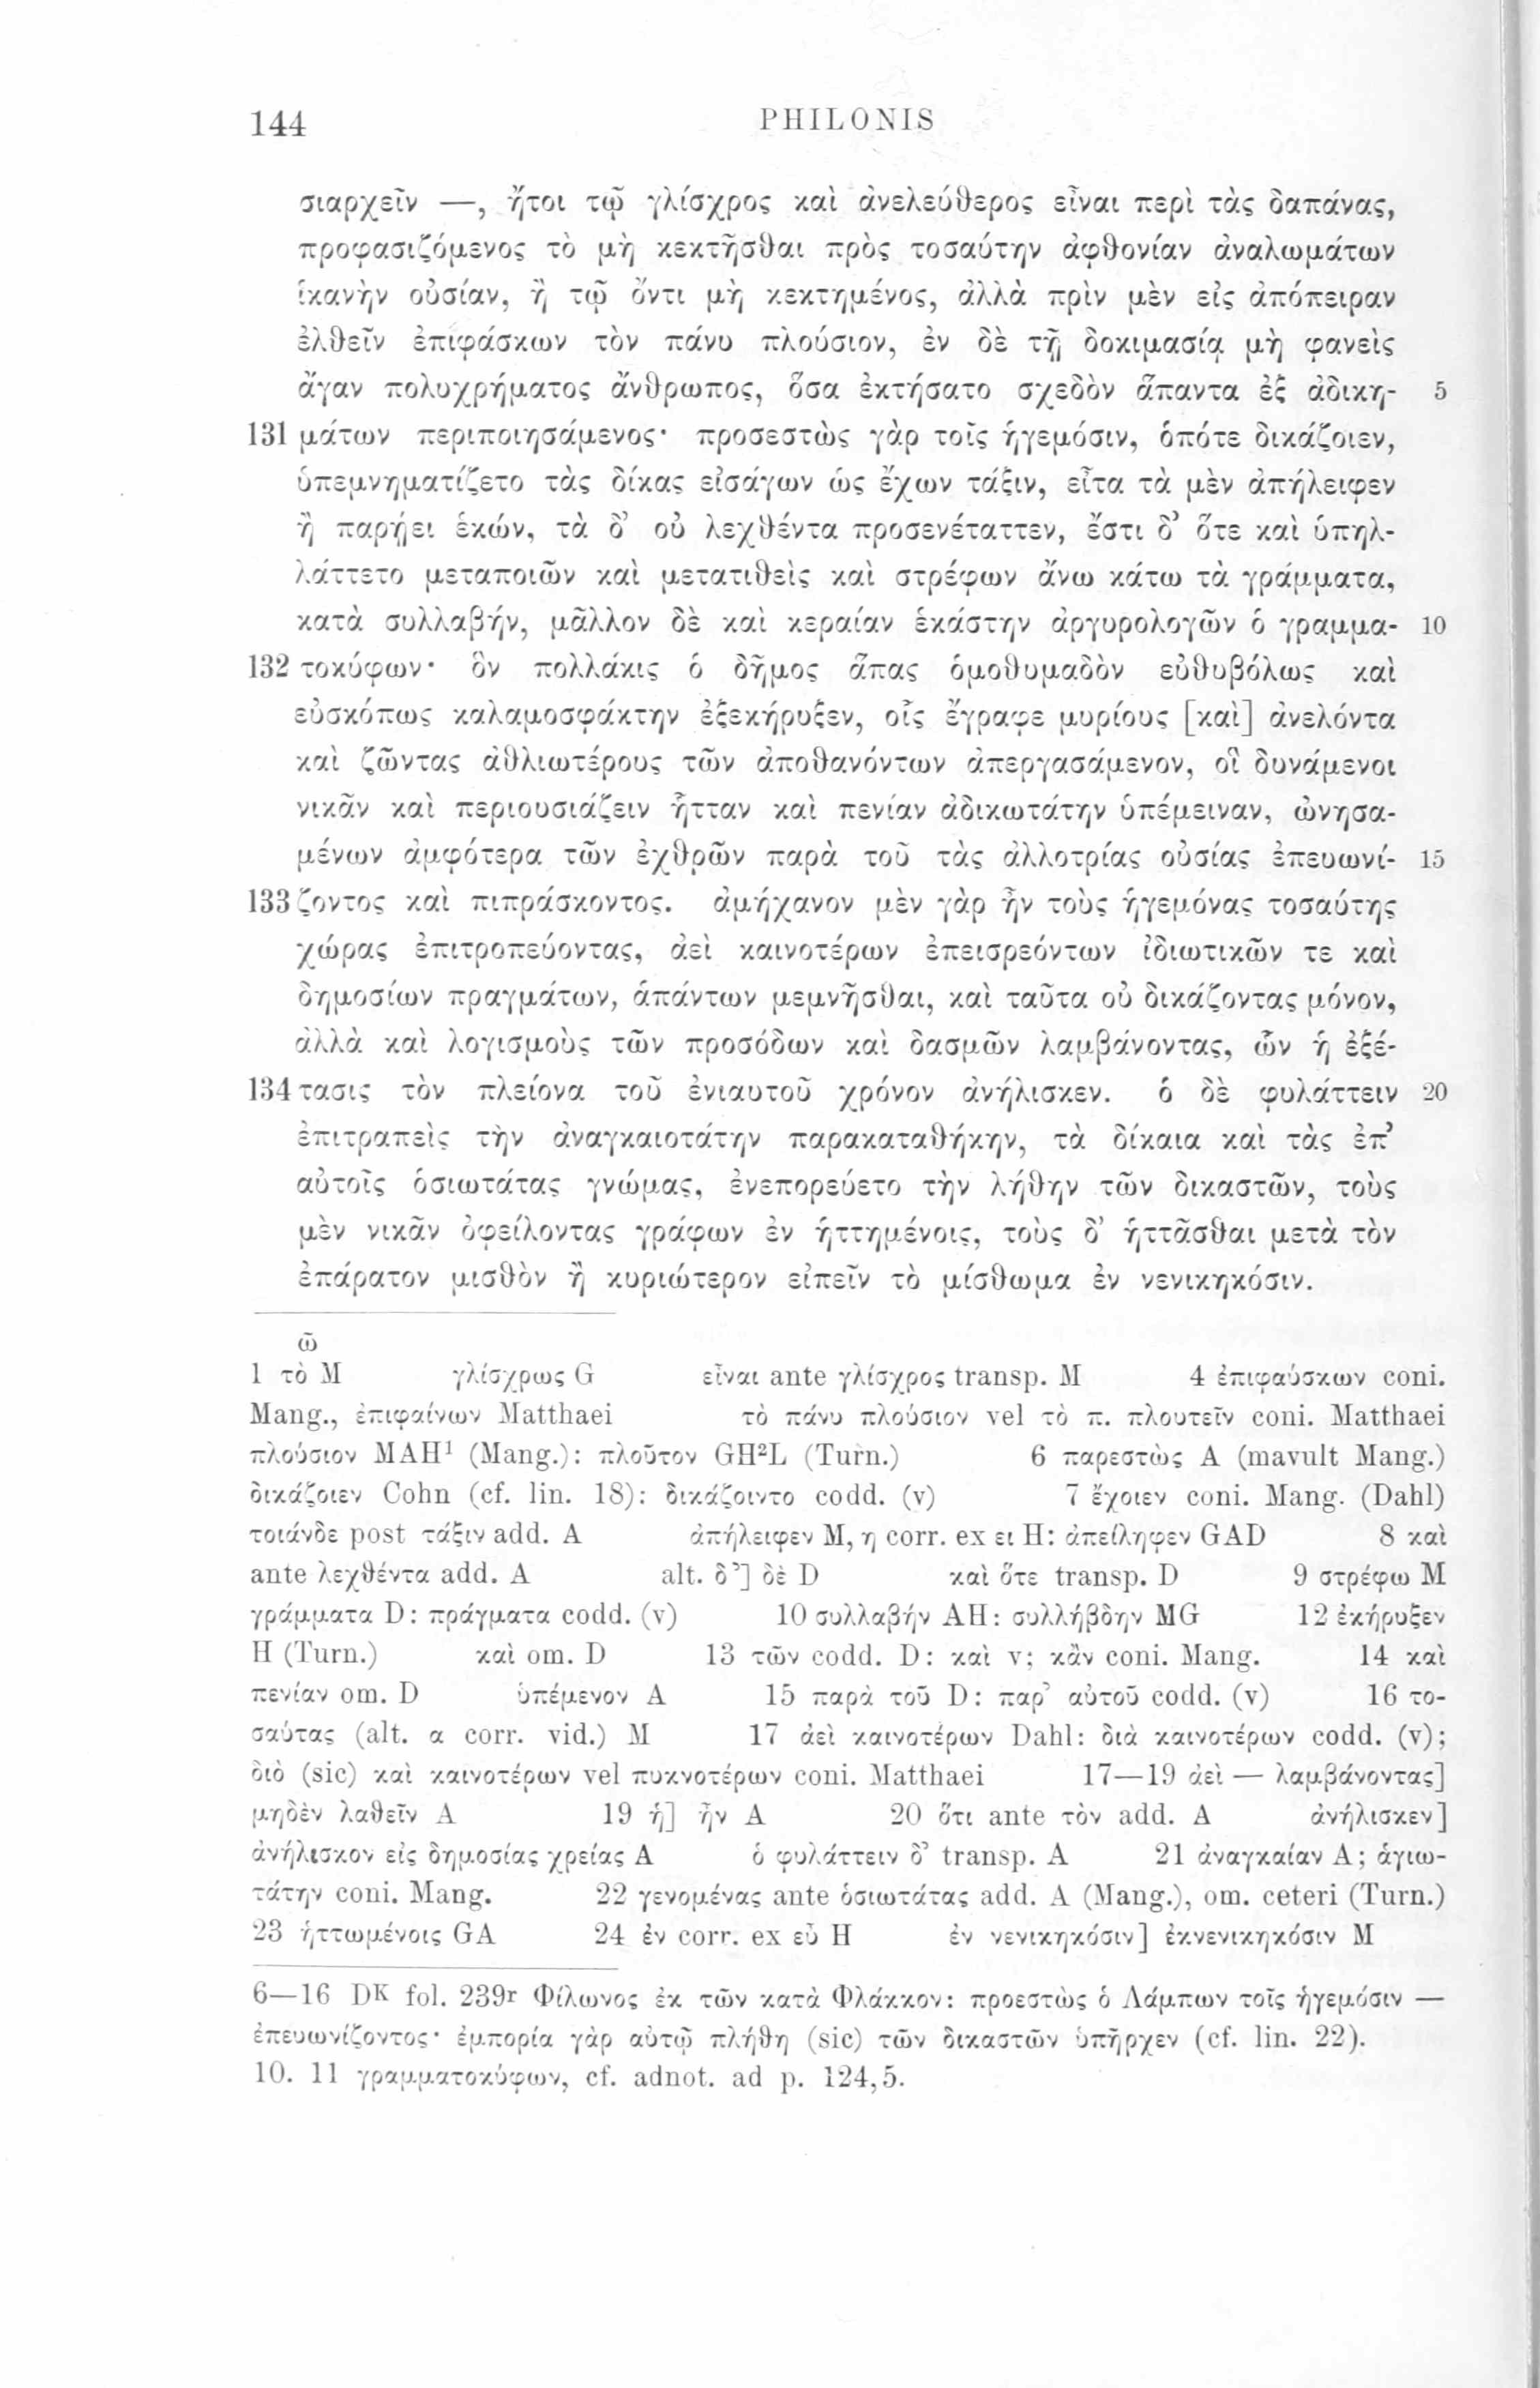 144 PHILONIS
σιαρχεῖν —, ἤτοι τῷ γλίσχρος καὶ ἀνελεύθερος εἶναι περὶ τὰς δαπάνας,
προφασιζόμενος τὸ μὴ κεκτῆσθαι πρὸς τοσαύτην ἀφθονίαν ἀναλωμάτων
ἱκανὴν οὐσίαν, ἢ τῷ ὄντι μὴ κεκτημένος, ἀλλὰ πρὶν μὲν εἰς ἀπόπειραν
ἐλθεῖν ἐπιφάσκων τὸν πάνυ πλούσιον, ἐν δὲ τῇ δοκιμασίᾳ μὴ φανεὶς
ἄγαν πολυχρήματος ἄνθρωπος, ὅσα ἐκτήσατο σχεδὸν ἅπαντα ἐξ ἀδικη- 5
131 μάτων περιποιησάμενος· προσεστὼς γὰρ τοῖς ἡγεμόσιν, ὁπότε δικάζοιεν,
ὑπεμνηματίζετο τὰς δίκας εἰσάγων ὡς ἔχων τάξιν, εἶτα τὰ μὲν ἀπήλειφεν
ἢ παρῄει ἑκών, τὰ δ’ οὐ λεχθέντα προσενέταττεν, ἔστι δ’ ὅτε καὶ ὑπηλ-
λάττετο μεταποιῶν καὶ μετατιθεὶς καὶ στρέφων ἄνω κάτω τὰ γράμματα,
κατὰ συλλαβήν, μᾶλλον δὲ καὶ κεραίαν ἑκάστην ἀργυρολογῶν ὁ γραμμα- 10
132 τοκύφων· ὃν πολλάκις ὁ δῆμος ἅπας ὁμοθυμαδὸν εὐθυβόλως καὶ
εὐσκόπως καλαμοσφάκτην ἐξεκήρυξεν, οἷς ἔγραφε μυρίους [καὶ] ἀνελόντα
καὶ ζῶντας ἀθλιωτέρους τῶν ἀποθανόντων ἀπεργασάμενον, οἳ δυνάμενοι
νικᾶν καὶ περιουσιάζειν ἧτταν καὶ πενίαν ἀδικωτάτην ὑπέμειναν, ὠνησα-
μένων ἀμφότερα τῶν ἐχθρῶν παρὰ τοῦ τὰς ἀλλοτρίας οὐσίας ἐπευωνί- 15
133 ζοντος καὶ πιπράσκοντος. ἀμήχανον μὲν γὰρ ἦν τοὺς ἡγεμόνας τοσαύτης
χώρας ἐπιτροπεύοντας, ἀεὶ καινοτέρων ἐπεισρεόντων ἰδιωτικῶν τε καὶ
δημοσίων πραγμάτων, ἁπάντων μεμνῆσθαι, καὶ ταῦτα οὐ δικάζοντας μόνον,
ἀλλὰ καὶ λογισμοὺς τῶν προσόδων καὶ δασμῶν λαμβάνοντας, ὧν ἡ ἐξέ-
134 τασις τὸν πλείονα τοῦ ἐνιαυτοῦ χρόνον ἀνήλισκεν. ὁ δὲ φυλάττειν 20
ἐπιτραπεὶς τὴν ἀναγκαιοτάτην παρακαταθήκην, τὰ δίκαια καὶ τὰς ἐπ’
αὐτοῖς ὁσιωτάτας γνώμας, ἐνεπορεύετο τὴν λήθην τῶν δικαστῶν, τοὺς
μὲν νικᾶν ὀφείλοντας γράφων ἐν ἡττημένοις, τοὺς δ’ ἡττᾶσθαι μετὰ τὸν
ἐπάρατον μισθὸν ἢ κυριώτερον εἰπεῖν τὸ μίσθωμα ἐν νενικηκόσιν.
ῶ
1 τὸ M γλίσχρως G εἶναι ante γλίσχρος transp. M 4 ἐπιφαύσκων coni.
Mang., ἐπιφαίνων Matthaei τὸ πάνυ πλούσιον vel τὸ π. πλουτεῖν coni. Matthaei
πλούσιον MAH¹ (Mang.): πλοῦτον GH²L (Turn.) 6 παρεστὼς A (mavult Mang.)
δικάζοιεν Cohn (cf. lin. 18): δικάζοιντο codd. (v) 7 ἔχοιεν coni. Mang. (Dahl)
τοιάνδε post τάξιν add. A ἀπήλειφεν M, η corr. ex ει H: ἀπείληφεν GAD 8 καὶ
ante λεχθέντα add. A alt. δ’] δὲ D καὶ ὅτε transp. D 9 στρέφω M
γράμματα D: πράγματα codd. (v) 10 συλλαβήν AH: συλλήβδην MG 12 ἐκήρυξεν
H (Turn.) καὶ om. D 13 τῶν codd. D: καὶ v; κἂν coni. Mang. 14 καὶ
πενίαν om. D ὑπέμενον A 15 παρὰ τοῦ D: παρ’ αὐτοῦ codd. (v) 16 το-
σαύτας (alt. α corr. vid.) M 17 ἀεὶ καινοτέρων Dahl: διὰ καινοτέρων codd. (v);
διὸ (sic) καὶ καινοτέρων vel πυκνοτέρων coni. Matthaei 17—19 ἀεὶ — λαμβάνοντας]
μηδὲν λαθεῖν A 19 ἡ] ἦν A 20 ὅτι ante τὸν add. A ἀνήλισκεν]
ἀνήλισκον εἰς δημοσίας χρείας A ὁ φυλάττειν δ’ transp. A 21 ἀναγκαίαν A; ἁγιω-
τάτην coni. Mang. 22 γενομένας ante ὁσιωτάτας add. A (Mang.), om. ceteri (Turn.)
23 ἡττωμένοις GA 24 ἐν corr. ex εὖ H ἐν νενικηκόσιν] ἐκνενικηκόσιν M
6—16 Dᴷ fol. 239ʳ Φίλωνος ἐκ τῶν κατὰ Φλάκκον: προεστὼς ὁ Λάμπων τοῖς ἡγεμόσιν —
ἐπευωνίζοντος· ἐμπορία γὰρ αὐτῷ πλήθη (sic) τῶν δικαστῶν ὑπῆρχεν (cf. lin. 22).
10. 11 γραμματοκύφων, cf. adnot. ad p. 124,5.